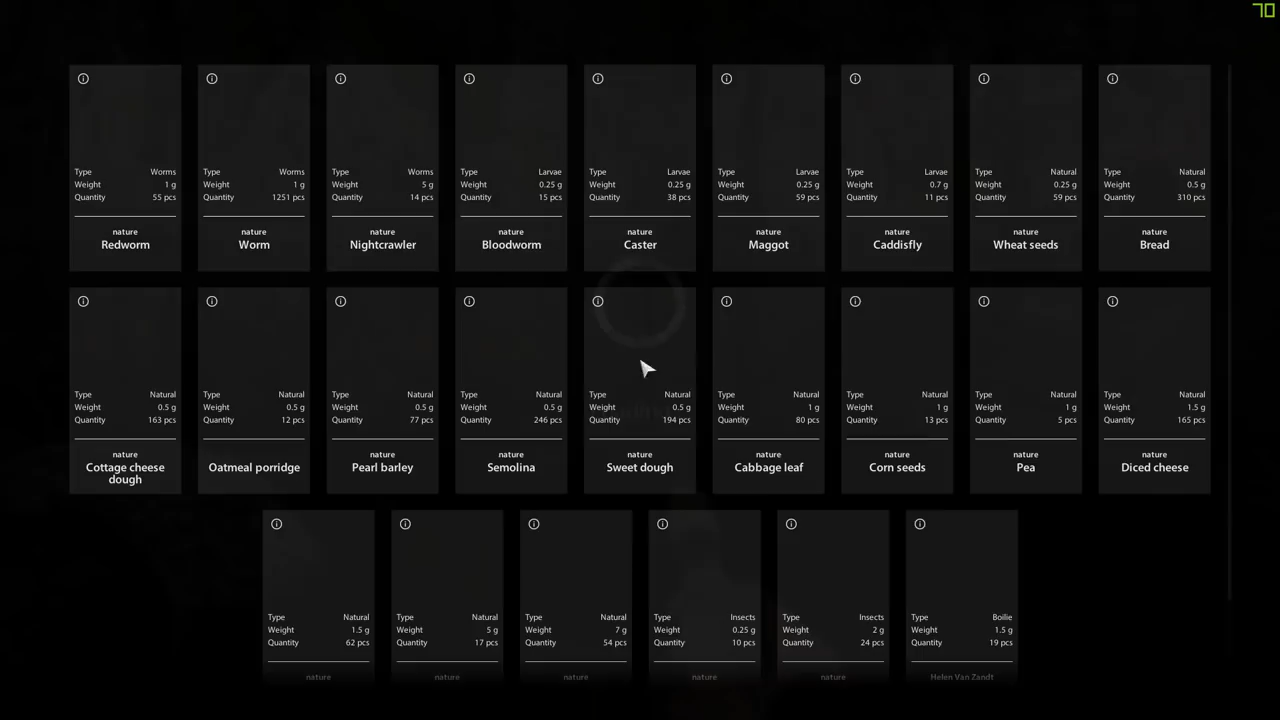 70
Type Worms
Weight 1 g
Quantity 55 pcs
nature
Redworm
Type Worms
Weight 1 g
Quantity 1251 pcs
nature
Worm
Type Worms
Weight 5 g
Quantity 14 pcs
nature
Nightcrawler
Type Larvae
Weight 0.25 g
Quantity 15 pcs
nature
Bloodworm
Type Larvae
Weight 0.25 g
Quantity 38 pcs
nature
Caster
Type Larvae
Weight 0.25 g
Quantity 59 pcs
nature
Maggot
Type Larvae
Weight 0.7 g
Quantity 11 pcs
nature
Caddisfly
Type Natural
Weight 0.25 g
Quantity 59 pcs
nature
Wheat seeds
Type Natural
Weight 0.5 g
Quantity 310 pcs
nature
Bread
Type Natural
Weight 0.5 g
Quantity 163 pcs
nature
Cottage cheese
dough
Type Natural
Weight 0.5 g
Quantity 12 pcs
nature
Oatmeal porridge
Type Natural
Weight 0.5 g
Quantity 77 pcs
nature
Pearl barley
Type Natural
Weight 0.5 g
Quantity 246 pcs
nature
Semolina
Type Natural
Weight 0.5 g
Quantity 194 pcs
nature
Sweet dough
Type Natural
Weight 1 g
Quantity 80 pcs
nature
Cabbage leaf
Type Natural
Weight 1 g
Quantity 13 pcs
nature
Corn seeds
Type Natural
Weight 1 g
Quantity 5 pcs
nature
Pea
Type Natural
Weight 1.5 g
Quantity 165 pcs
nature
Diced cheese
Type Natural
Weight 1.5 g
Quantity 62 pcs
nature
Type Natural
Weight 5 g
Quantity 17 pcs
nature
Type Natural
Weight 7 g
Quantity 54 pcs
nature
Type Insects
Weight 0.25 g
Quantity 10 pcs
nature
Type Insects
Weight 2 g
Quantity 24 pcs
nature
Type Boilie
Weight 1.5 g
Quantity 19 pcs
Helen Van Zandt